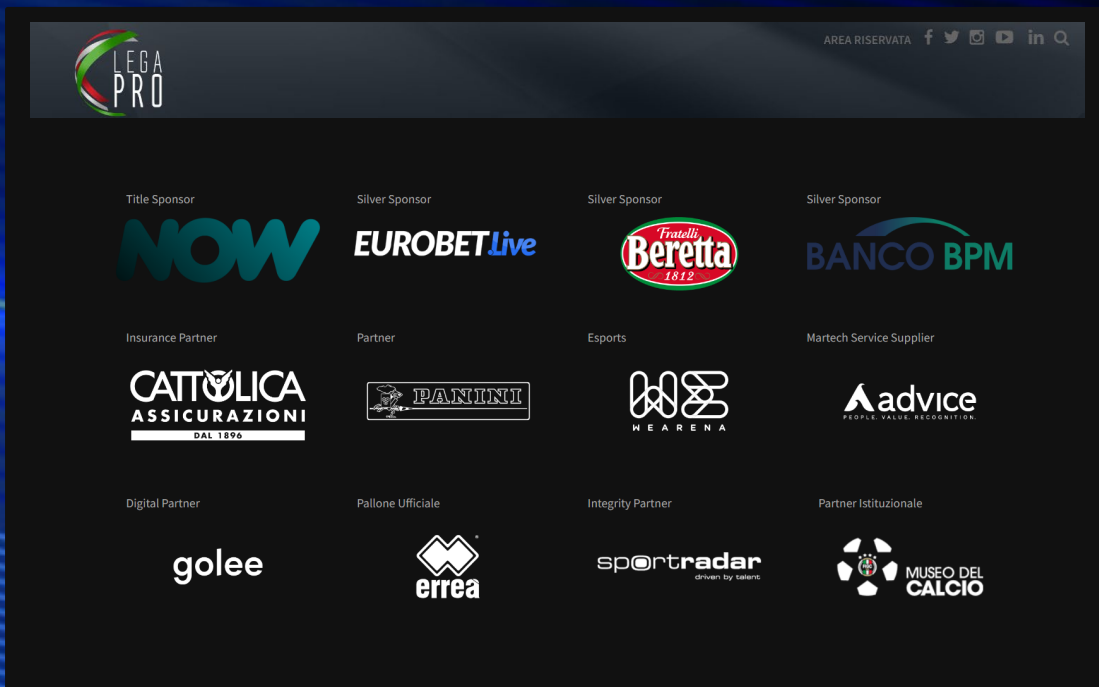 LEGA
PRO
AREA RISERVATA
Title Sponsor
Silver Sponsor
Silver Sponsor
Silver Sponsor
NOW
EUROBET.Live
Fratelli
Beretta
1812
BANCO BPM
Insurance Partner
Partner
Esports
Martech Service Supplier
CATTOLICA
ASSICURAZIONI
DAL 1896
PANINI
WE
WEARENA
advice
PEOPLE. VALUE. RECOGNITION.
Digital Partner
Pallone Ufficiale
Integrity Partner
Partner Istituzionale
golee
erreà
sportradar
driven by talent
MUSEO DEL
CALCIO